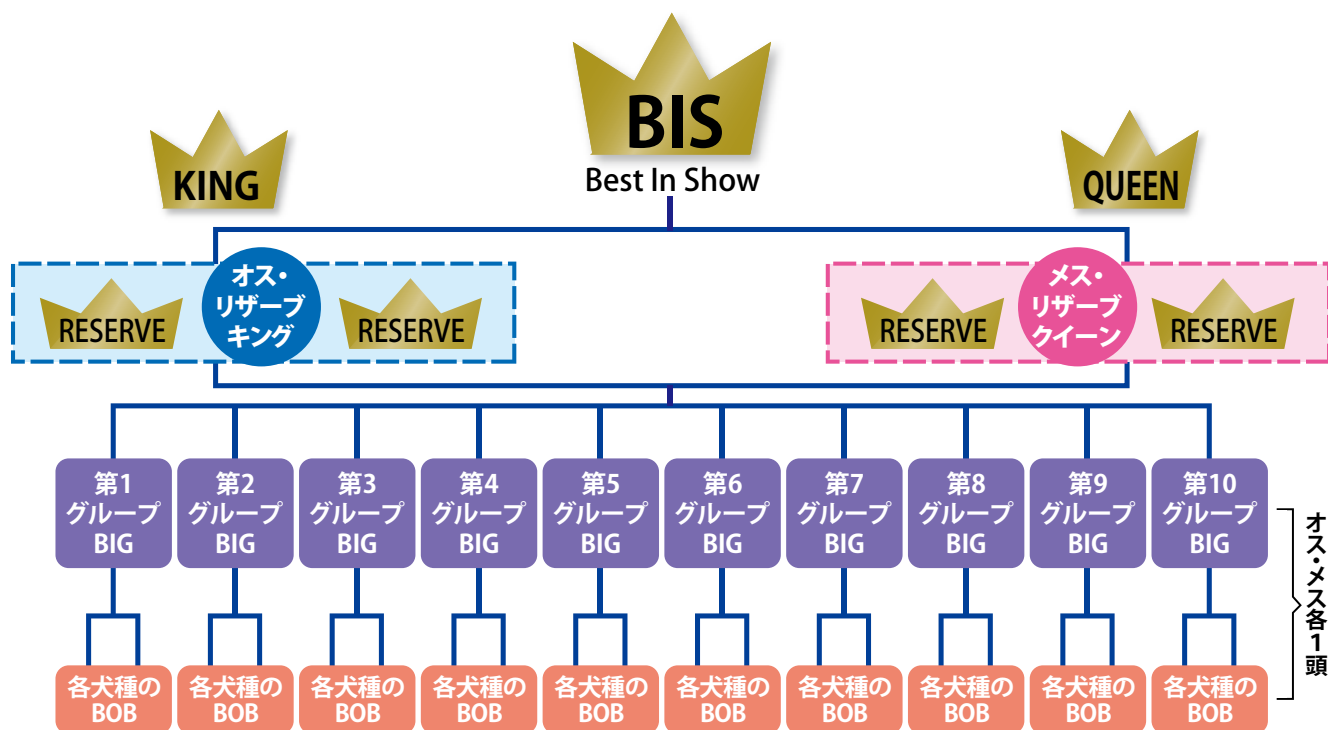 BIS
Best In Show
KING
QUEEN
RESERVE
オス・
リザーブ
キング
RESERVE
RESERVE
メス・
リザーブ
クイーン
RESERVE
第1
グループ
BIG
第2
グループ
BIG
第3
グループ
BIG
第4
グループ
BIG
第5
グループ
BIG
第6
グループ
BIG
第7
グループ
BIG
第8
グループ
BIG
第9
グループ
BIG
第10
グループ
BIG
オス・メス各1頭
各犬種の
BOB
各犬種の
BOB
各犬種の
BOB
各犬種の
BOB
各犬種の
BOB
各犬種の
BOB
各犬種の
BOB
各犬種の
BOB
各犬種の
BOB
各犬種の
BOB